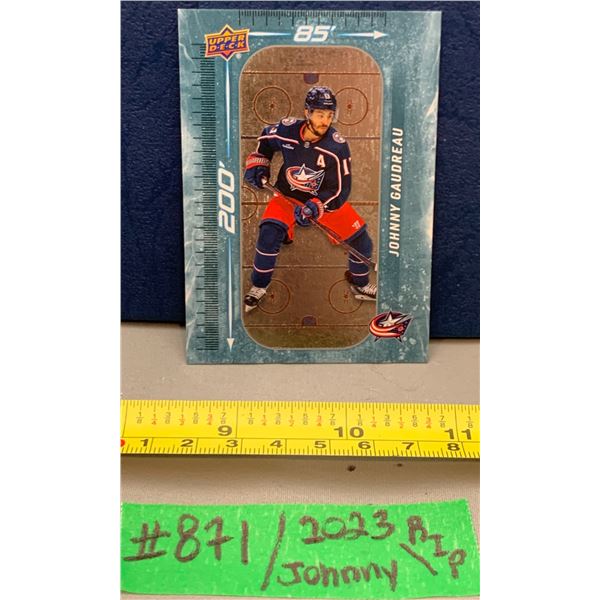 UPPER
DECK
85'
200'
JOHNNY GAUDREAU
A
13
9 10 11
1 2 3 4 5 6 7 8
#871 / 2023 R.I.P
Johnny